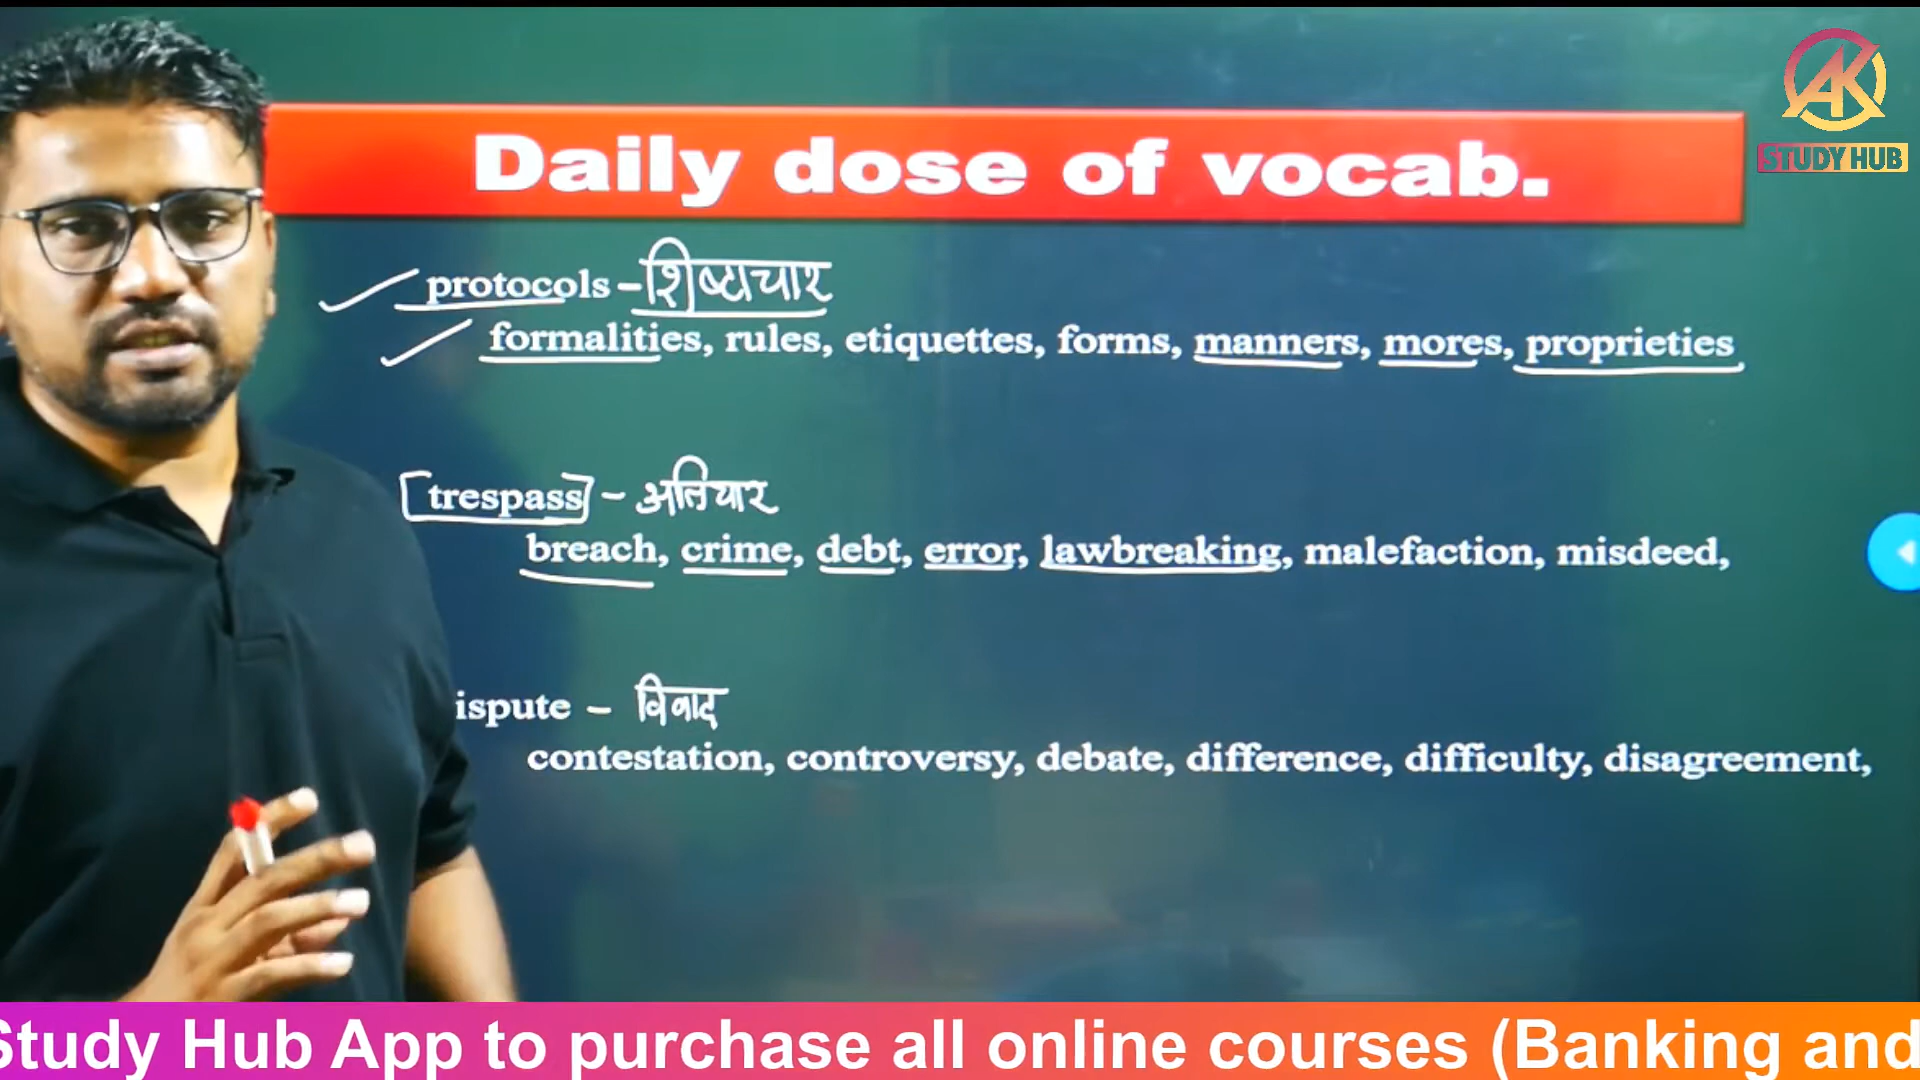 AK
STUDY HUB
Daily dose of vocab.
protocols – शिष्टाचार
formalities, rules, etiquettes, forms, manners, mores, proprieties
trespass – अतिचार
breach, crime, debt, error, lawbreaking, malefaction, misdeed,
ispute – विवाद
contestation, controversy, debate, difference, difficulty, disagreement,
Study Hub App to purchase all online courses (Banking and